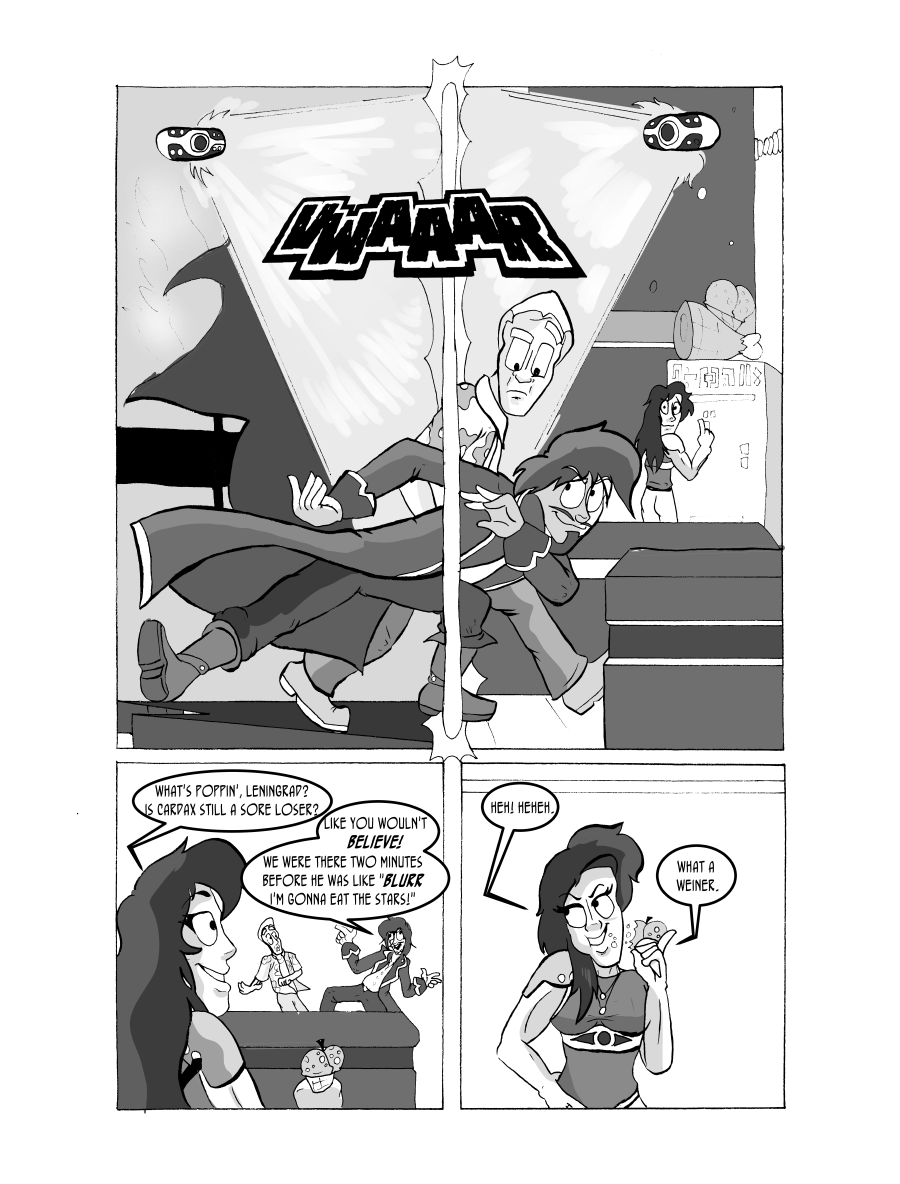 VWAAAR
WHAT'S POPPIN', LENINGRAD?
IS CARDAX STILL A SORE LOSER?
LIKE YOU WOULN'T
BELIEVE!
WE WERE THERE TWO MINUTES
BEFORE HE WAS LIKE "BLURR
I'M GONNA EAT THE STARS!"
HEH! HEHEH.
WHAT A
WEINER.